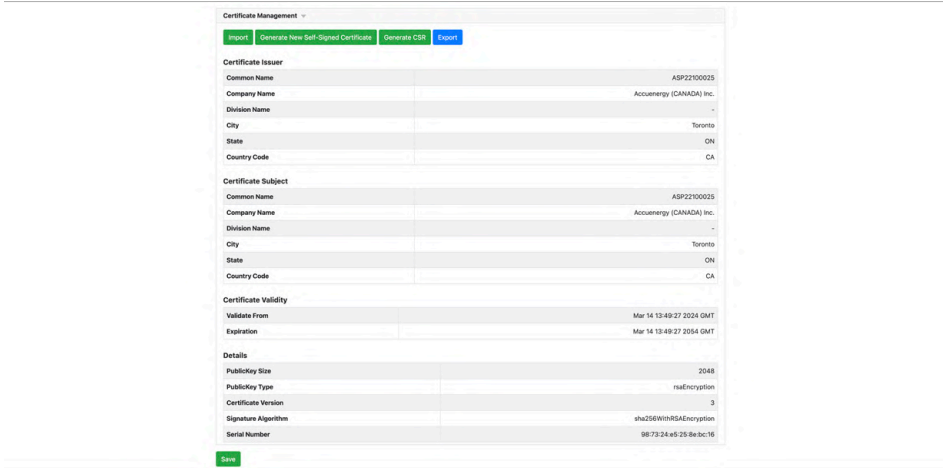 Certificate Management
Import Generate New Self-Signed Certificate Generate CSR Export
Certificate Issuer
Common Name ASP22100025
Company Name Accuenergy (CANADA) Inc.
Division Name -
City Toronto
State ON
Country Code CA
Certificate Subject
Common Name ASP22100025
Company Name Accuenergy (CANADA) Inc.
Division Name -
City Toronto
State ON
Country Code CA
Certificate Validity
Validate From Mar 14 13:49:27 2024 GMT
Expiration Mar 14 13:49:27 2054 GMT
Details
PublicKey Size 2048
PublicKey Type rsaEncryption
Certificate Version 3
Signature Algorithm sha256WithRSAEncryption
Serial Number 98:73:24:e5:25:8e:bc:16
Save